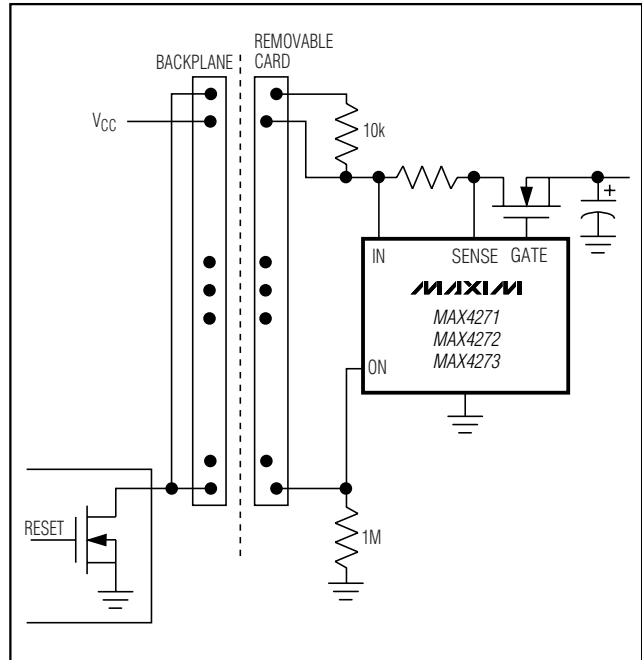 BACKPLANE
REMOVABLE
CARD
VCC
10k
+
IN
SENSE
GATE
MAXIM
MAX4271
MAX4272
MAX4273
ON
RESET
1M